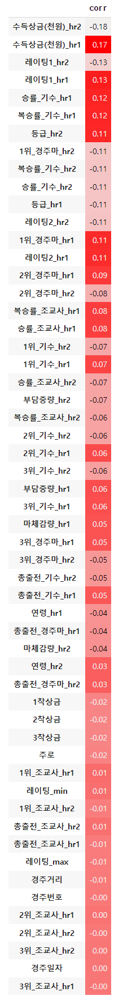 corr
수득상금(천원)_hr2 -0.18
수득상금(천원)_hr1 0.17
레이팅1_hr2 -0.13
레이팅1_hr1 0.13
승률_기수_hr1 0.12
복승률_기수_hr1 0.12
등급_hr2 0.11
1위_경주마_hr2 -0.11
복승률_기수_hr2 -0.11
승률_기수_hr2 -0.11
등급_hr1 -0.11
레이팅2_hr2 -0.11
1위_경주마_hr1 0.11
레이팅2_hr1 0.11
2위_경주마_hr1 0.09
2위_경주마_hr2 -0.08
복승률_조교사_hr1 0.08
승률_조교사_hr1 0.08
1위_기수_hr2 -0.07
1위_기수_hr1 0.07
승률_조교사_hr2 -0.07
부담중량_hr2 -0.07
복승률_조교사_hr2 -0.06
2위_기수_hr2 -0.06
2위_기수_hr1 0.06
3위_기수_hr2 -0.06
부담중량_hr1 0.06
3위_기수_hr1 0.06
마체감량_hr1 0.05
3위_경주마_hr1 0.05
3위_경주마_hr2 -0.05
총출전_기수_hr2 -0.05
총출전_기수_hr1 0.05
연령_hr1 -0.04
총출전_경주마_hr1 -0.04
마체감량_hr2 -0.04
연령_hr2 0.03
총출전_경주마_hr2 0.03
1착상금 -0.02
2착상금 -0.02
3착상금 -0.02
주로 -0.02
1위_조교사_hr1 0.01
레이팅_min 0.01
1위_조교사_hr2 -0.01
총출전_조교사_hr2 0.01
총출전_조교사_hr1 -0.01
레이팅_max -0.01
경주거리 -0.01
경주번호 -0.00
2위_조교사_hr1 0.00
2위_조교사_hr2 -0.00
3위_조교사_hr2 0.00
경주일자 0.00
3위_조교사_hr1 -0.00